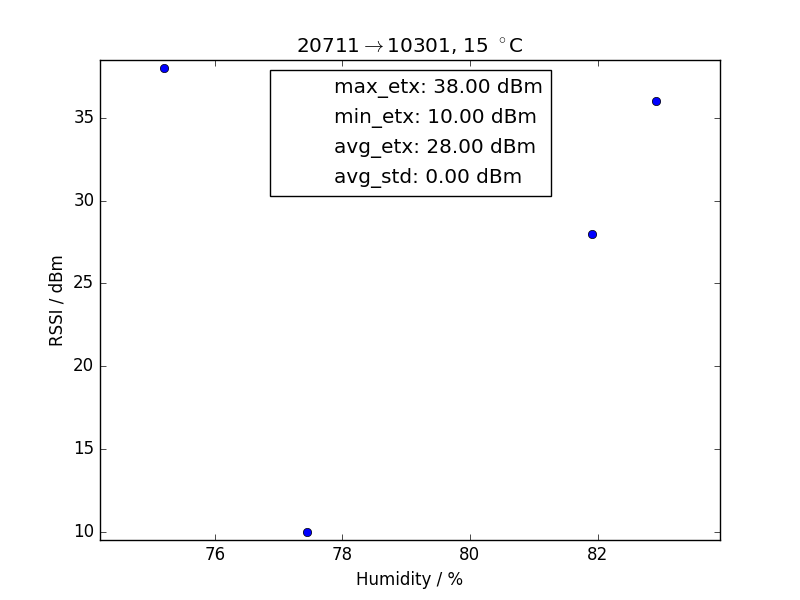 20711→10301, 15 °C
max_etx: 38.00 dBm
min_etx: 10.00 dBm
avg_etx: 28.00 dBm
avg_std: 0.00 dBm
RSSI / dBm
35
30
25
20
15
10
76 78 80 82
Humidity / %